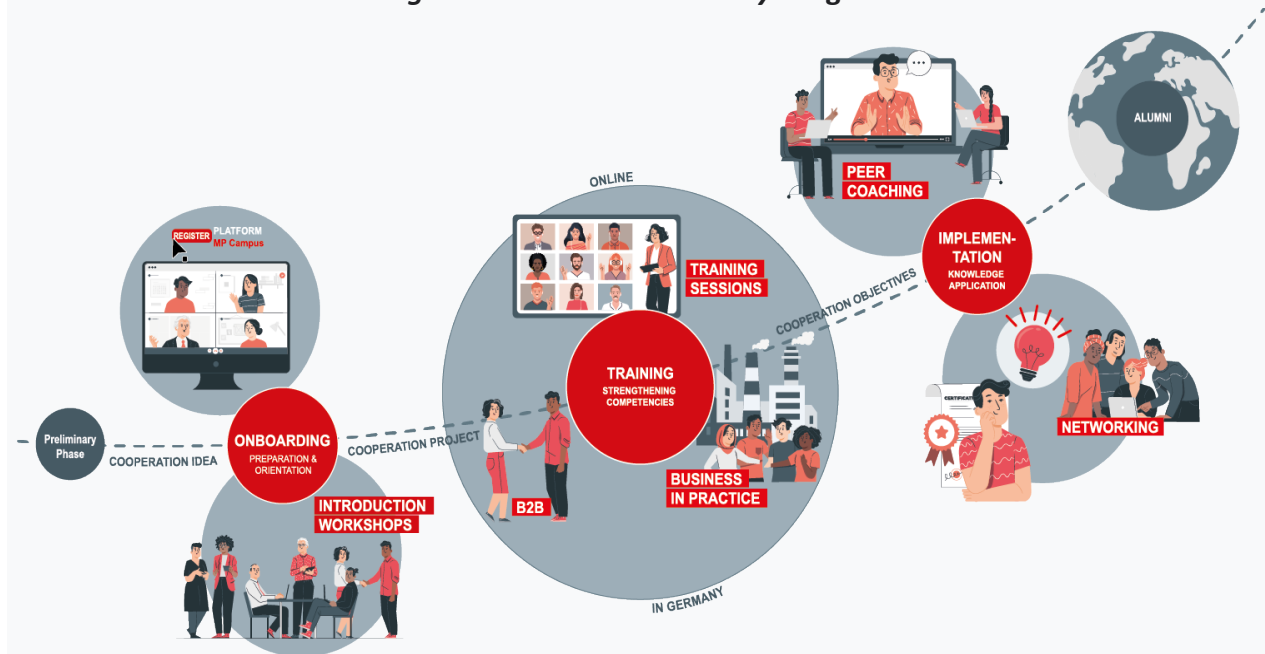 REGISTER
PLATFORM
MP Campus
Preliminary
Phase
COOPERATION IDEA
ONBOARDING
PREPARATION &
ORIENTATION
INTRODUCTION
WORKSHOPS
COOPERATION PROJECT
ONLINE
TRAINING
SESSIONS
TRAINING
STRENGTHENING
COMPETENCIES
B2B
BUSINESS
IN PRACTICE
IN GERMANY
COOPERATION OBJECTIVES
PEER
COACHING
IMPLEMEN-
TATION
KNOWLEDGE
APPLICATION
NETWORKING
ALUMNI